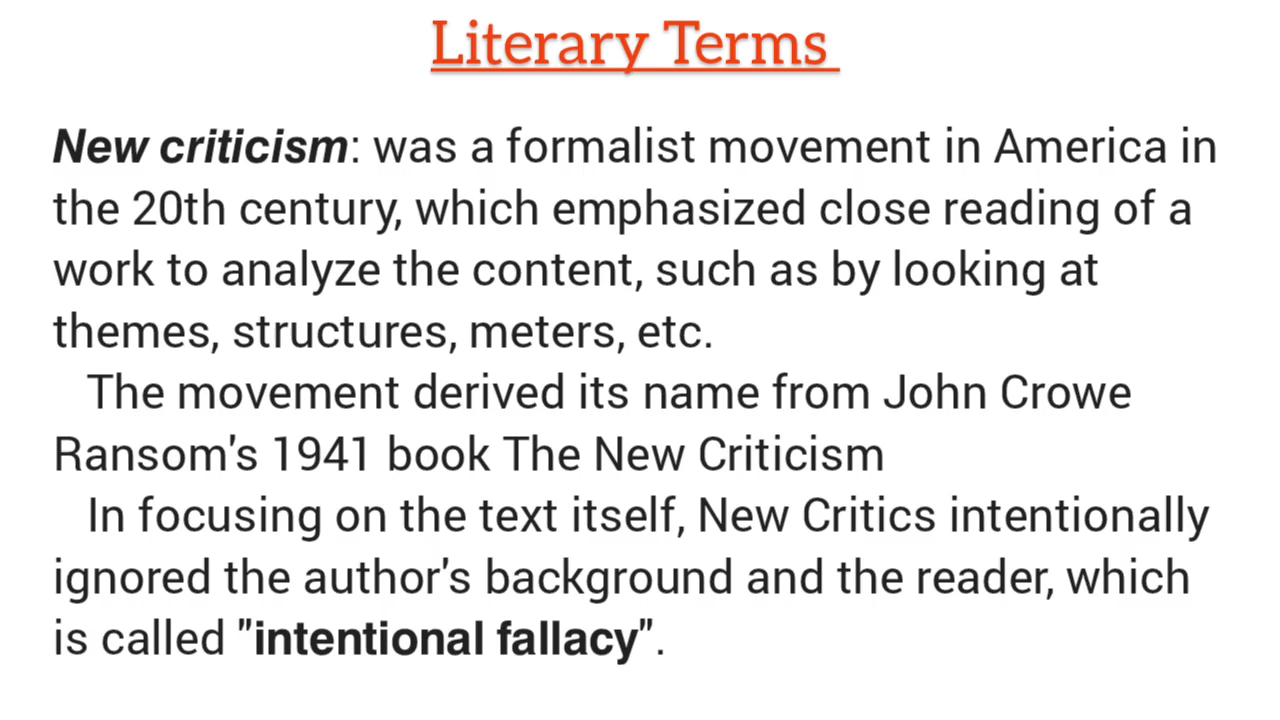 Literary Terms
New criticism: was a formalist movement in America in
the 20th century, which emphasized close reading of a
work to analyze the content, such as by looking at
themes, structures, meters, etc.
The movement derived its name from John Crowe
Ransom's 1941 book The New Criticism
In focusing on the text itself, New Critics intentionally
ignored the author's background and the reader, which
is called "intentional fallacy".